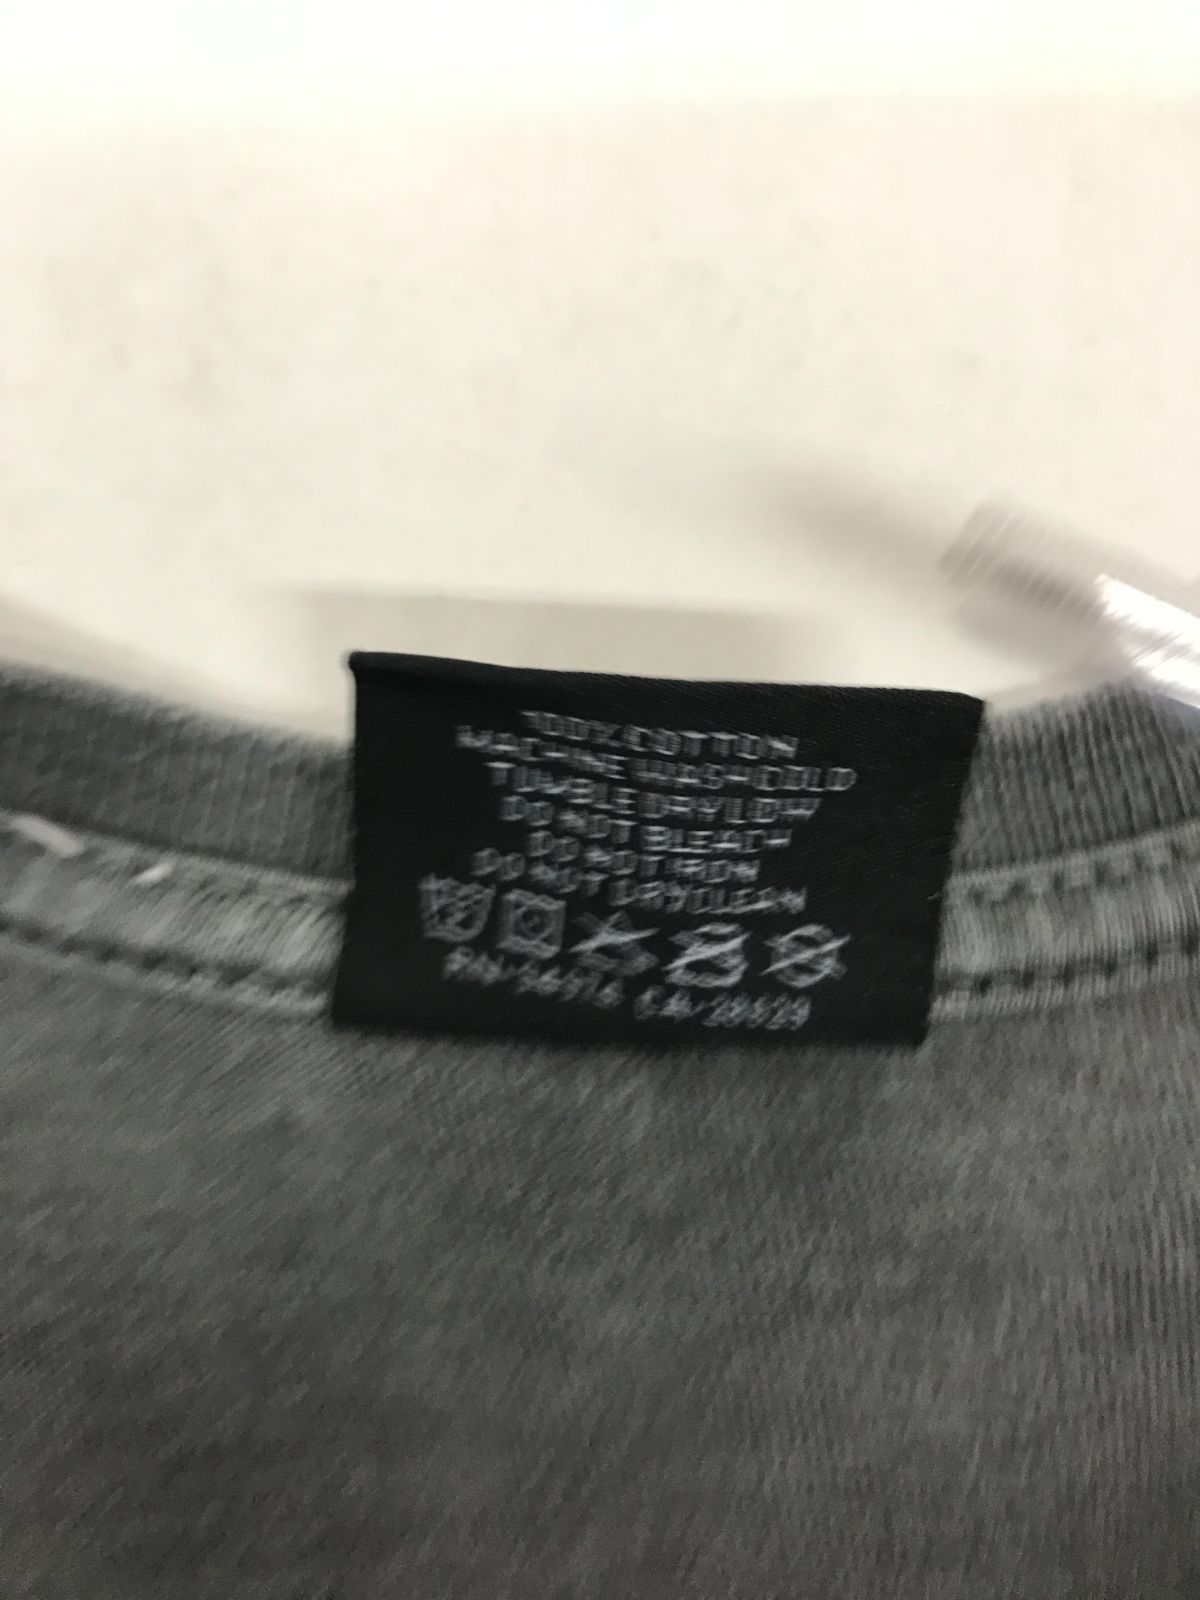 100% COTTON
MACHINE WASH COLD
TUMBLE DRY LOW
DO NOT BLEACH
DO NOT IRON
DO NOT DRYCLEAN